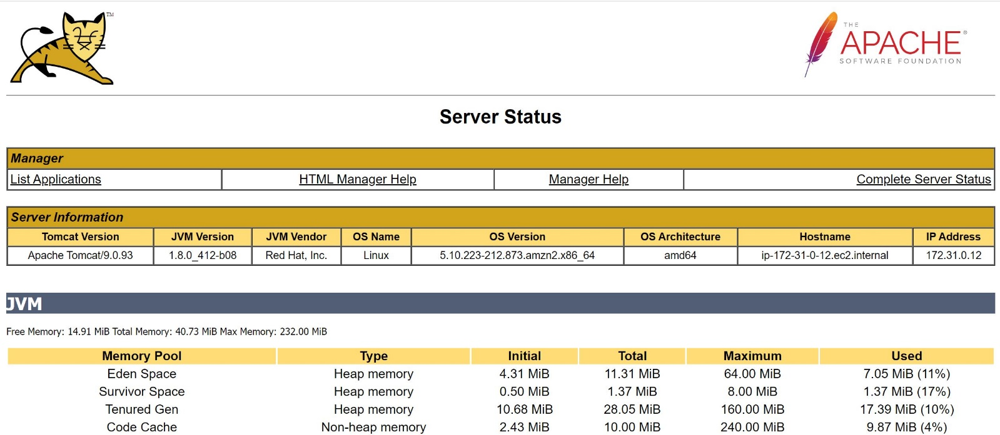 TM
THE
APACHE®
SOFTWARE FOUNDATION
Server Status
Manager
List Applications HTML Manager Help Manager Help Complete Server Status
Server Information
Tomcat Version JVM Version JVM Vendor OS Name OS Version OS Architecture Hostname IP Address
Apache Tomcat/9.0.93 1.8.0_412-b08 Red Hat, Inc. Linux 5.10.223-212.873.amzn2.x86_64 amd64 ip-172-31-0-12.ec2.internal 172.31.0.12
JVM
Free Memory: 14.91 MiB Total Memory: 40.73 MiB Max Memory: 232.00 MiB
Memory Pool Type Initial Total Maximum Used
Eden Space Heap memory 4.31 MiB 11.31 MiB 64.00 MiB 7.05 MiB (11%)
Survivor Space Heap memory 0.50 MiB 1.37 MiB 8.00 MiB 1.37 MiB (17%)
Tenured Gen Heap memory 10.68 MiB 28.05 MiB 160.00 MiB 17.39 MiB (10%)
Code Cache Non-heap memory 2.43 MiB 10.00 MiB 240.00 MiB 9.87 MiB (4%)